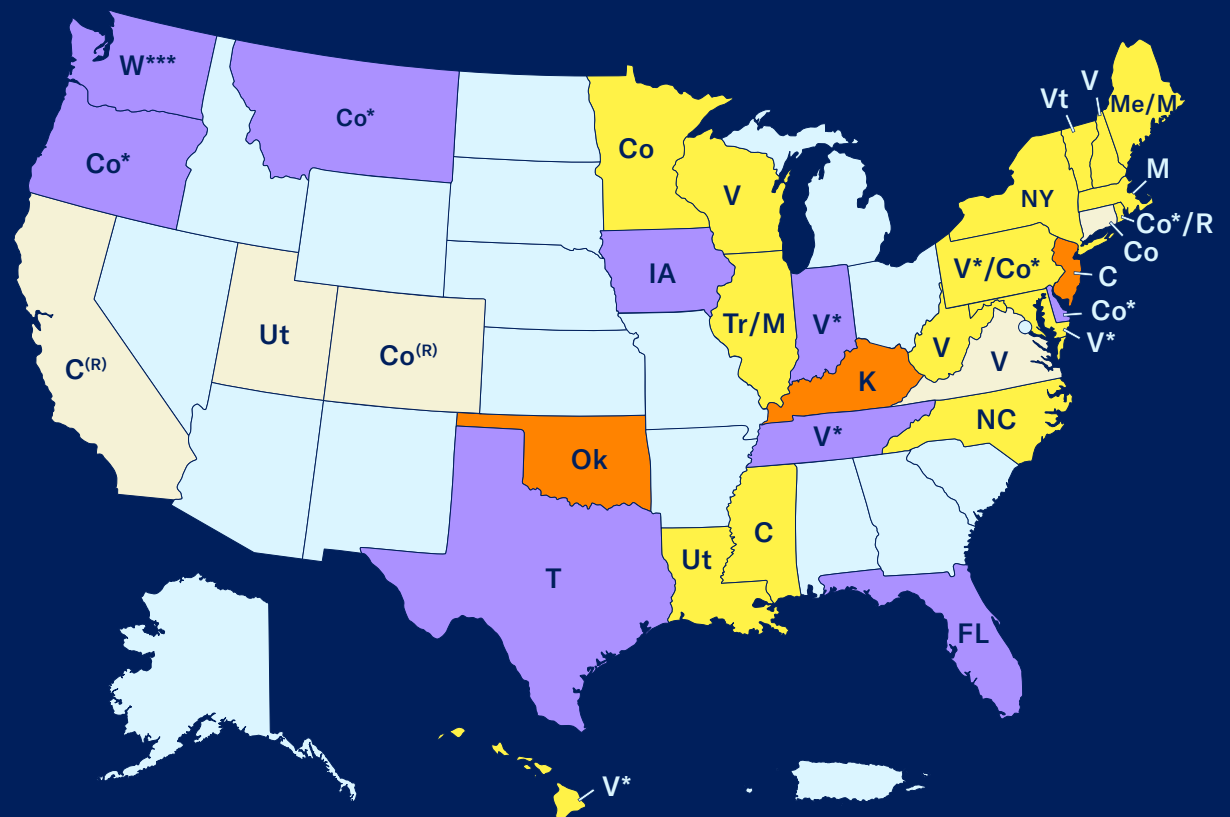 W***
Co*
Co*
C(R)
Ut
Co(R)
Co
V
IA
Tr/M
V*
K
V*
Ok
T
Ut
C
FL
NC
V
V
V*/Co*
NY
Vt
V
Me/M
M
Co*/R
Co
C
Co*
V*
V*